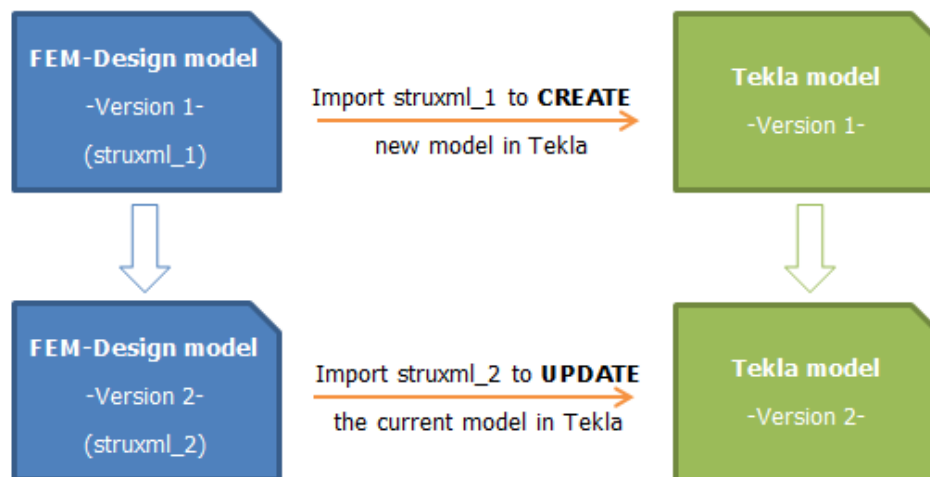 FEM-Design model
-Version 1-
(struxml_1)
Import struxml_1 to CREATE
new model in Tekla
Tekla model
-Version 1-
FEM-Design model
-Version 2-
(struxml_2)
Import struxml_2 to UPDATE
the current model in Tekla
Tekla model
-Version 2-